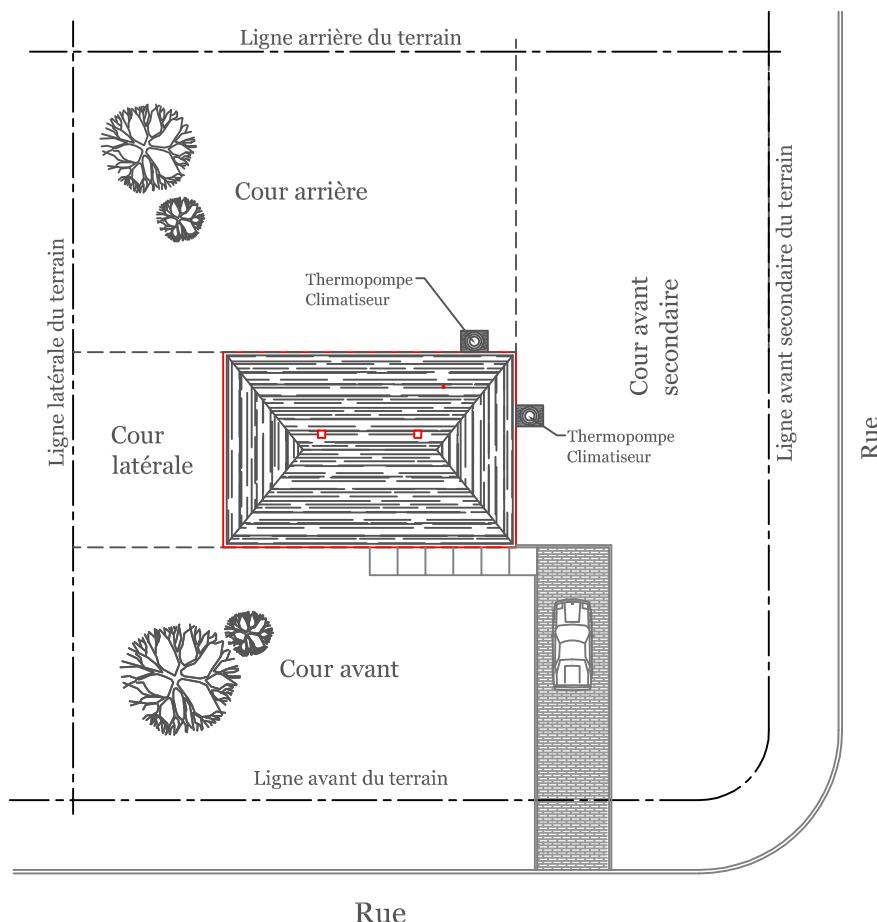 Ligne arrière du terrain
Cour arrière
Thermopompe
Climatiseur
Cour avant
secondaire
Ligne avant secondaire du terrain
Ligne latérale du terrain
Rue
Cour
latérale
Thermopompe
Climatiseur
Cour avant
Ligne avant du terrain
Rue